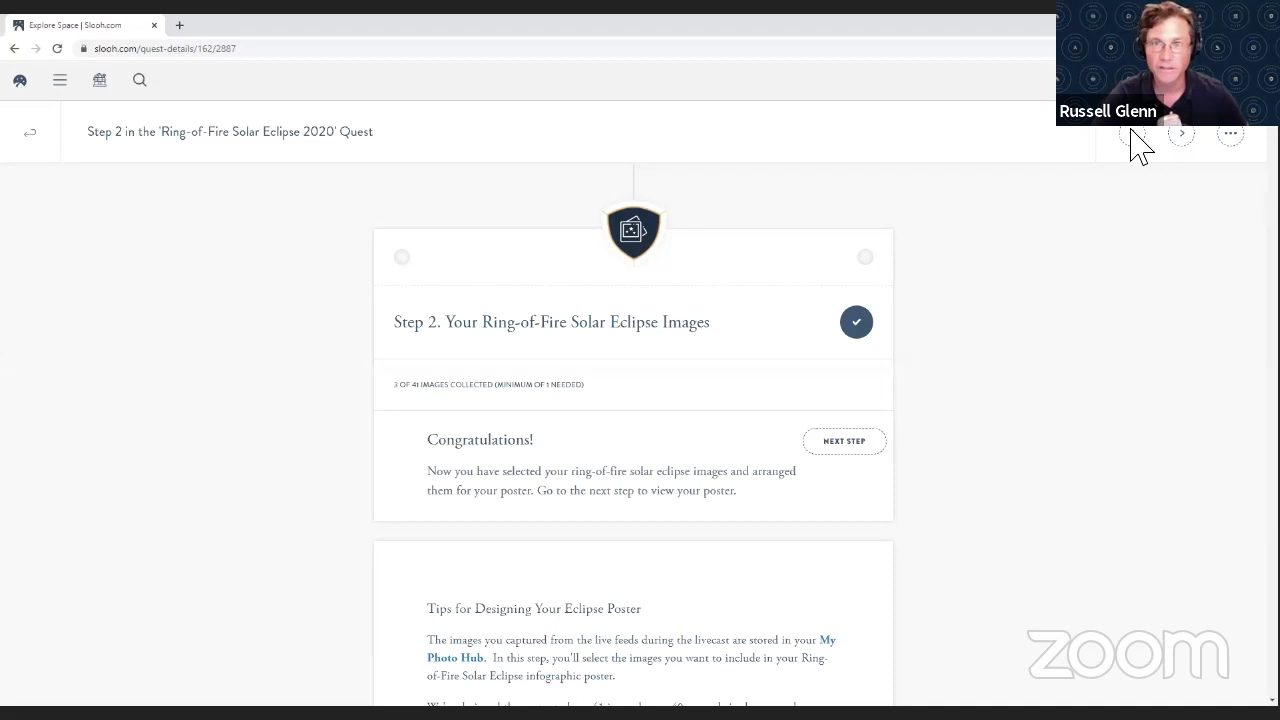 Explore Space | Slooh.com
slooh.com/quest-details/162/2887
Russell Glenn
Step 2 in the 'Ring-of-Fire Solar Eclipse 2020' Quest
Step 2. Your Ring-of-Fire Solar Eclipse Images
3 OF 41 IMAGES COLLECTED (MINIMUM OF 1 NEEDED)
Congratulations!
NEXT STEP
Now you have selected your ring-of-fire solar eclipse images and arranged
them for your poster. Go to the next step to view your poster.
Tips for Designing Your Eclipse Poster
The images you captured from the live feeds during the livecast are stored in your My
Photo Hub. In this step, you'll select the images you want to include in your Ring-
of-Fire Solar Eclipse infographic poster.
zoom